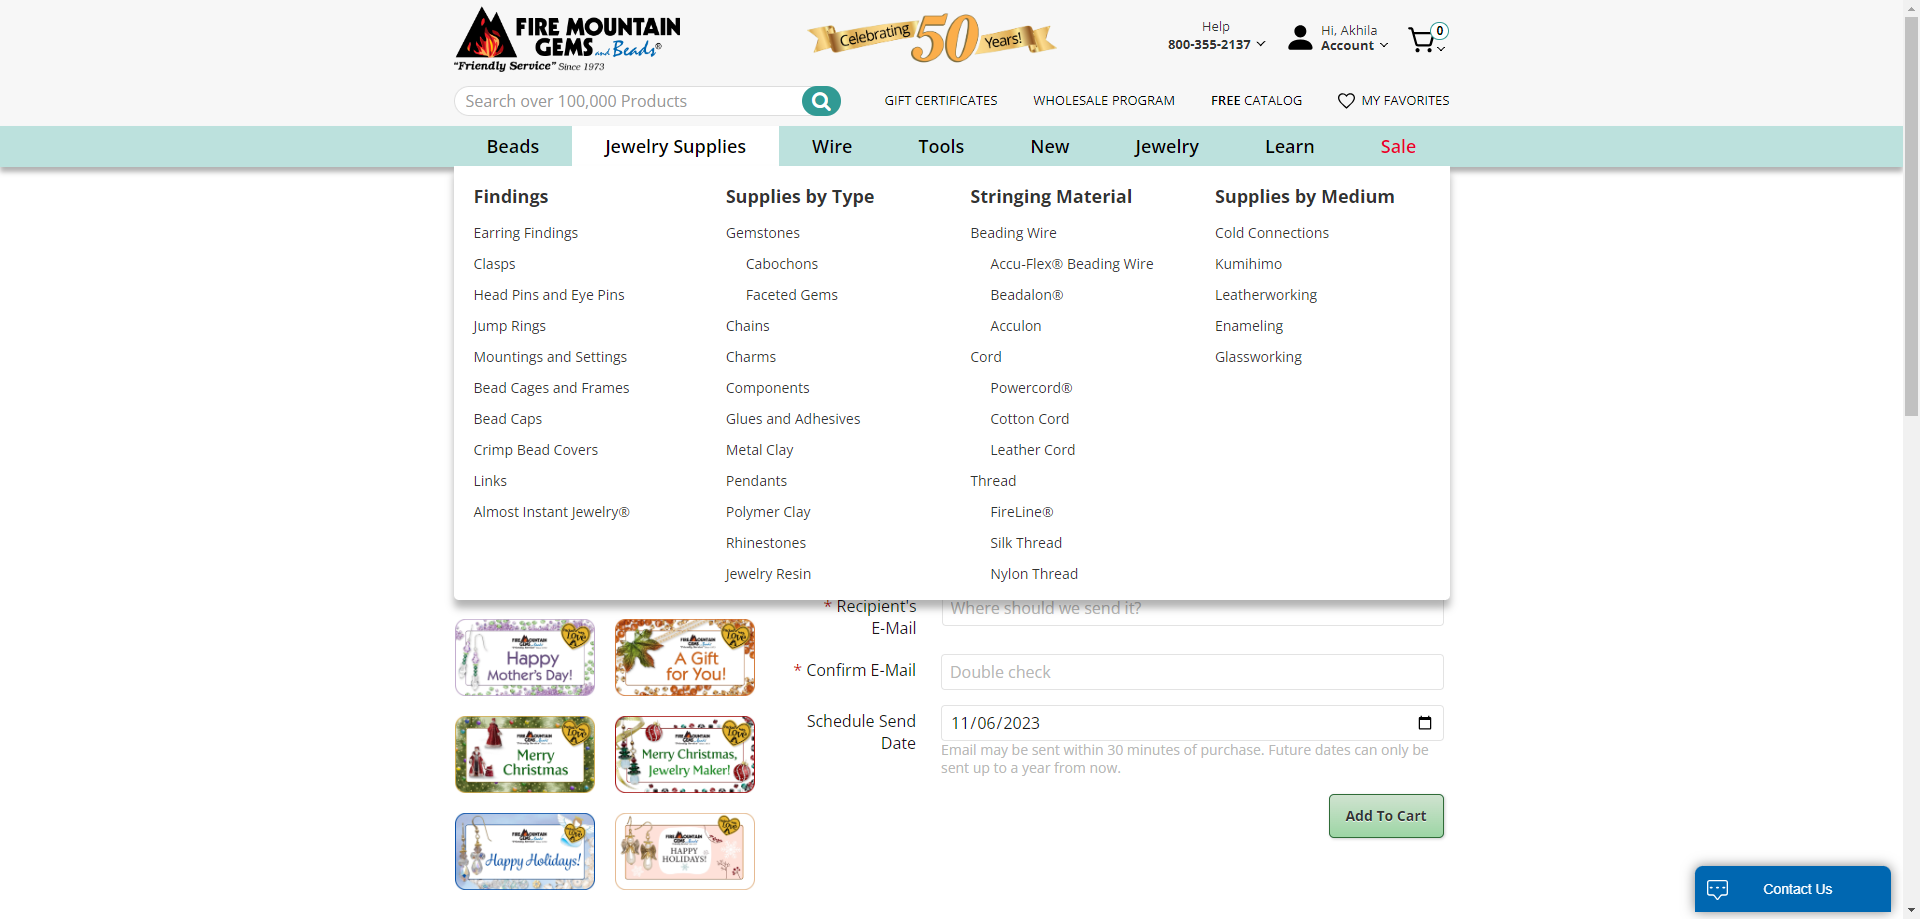 FIRE MOUNTAIN
GEMS and Beads®
"Friendly Service" Since 1973
Celebrating 50 Years!
Help
800-355-2137
Hi, Akhila
Account
0
Search over 100,000 Products
GIFT CERTIFICATES
WHOLESALE PROGRAM
FREE CATALOG
MY FAVORITES
Beads
Jewelry Supplies
Wire
Tools
New
Jewelry
Learn
Sale
Findings
Earring Findings
Clasps
Head Pins and Eye Pins
Jump Rings
Mountings and Settings
Bead Cages and Frames
Bead Caps
Crimp Bead Covers
Links
Almost Instant Jewelry®
Supplies by Type
Gemstones
Cabochons
Faceted Gems
Chains
Charms
Components
Glues and Adhesives
Metal Clay
Pendants
Polymer Clay
Rhinestones
Jewelry Resin
Stringing Material
Beading Wire
Accu-Flex® Beading Wire
Beadalon®
Acculon
Cord
Powercord®
Cotton Cord
Leather Cord
Thread
FireLine®
Silk Thread
Nylon Thread
Supplies by Medium
Cold Connections
Kumihimo
Leatherworking
Enameling
Glassworking
Happy
Mother's Day!
A Gift
for You!
Merry
Christmas
Merry Christmas,
Jewelry Maker!
Happy Holidays!
HAPPY
HOLIDAYS!
* Recipient's
E-Mail
Where should we send it?
* Confirm E-Mail
Double check
Schedule Send
Date
11/06/2023
Email may be sent within 30 minutes of purchase. Future dates can only be
sent up to a year from now.
Add To Cart
Contact Us